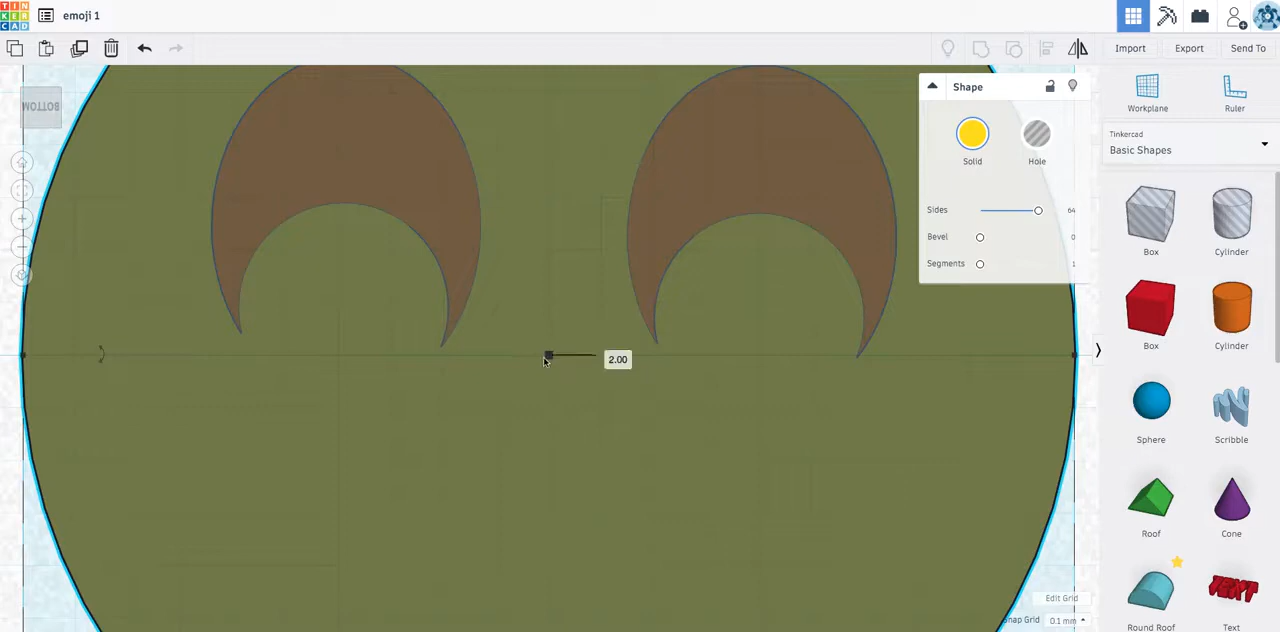 TIN
KER
CAD
emoji 1
Import
Export
Send To
BOTTOM
Shape
Solid
Hole
Sides
64
Bevel
0
Segments
1
2.00
Workplane
Ruler
Tinkercad
Basic Shapes
Box
Cylinder
Box
Cylinder
Sphere
Scribble
Roof
Cone
Round Roof
Text
TEXT
Edit Grid
Snap Grid
0.1 mm